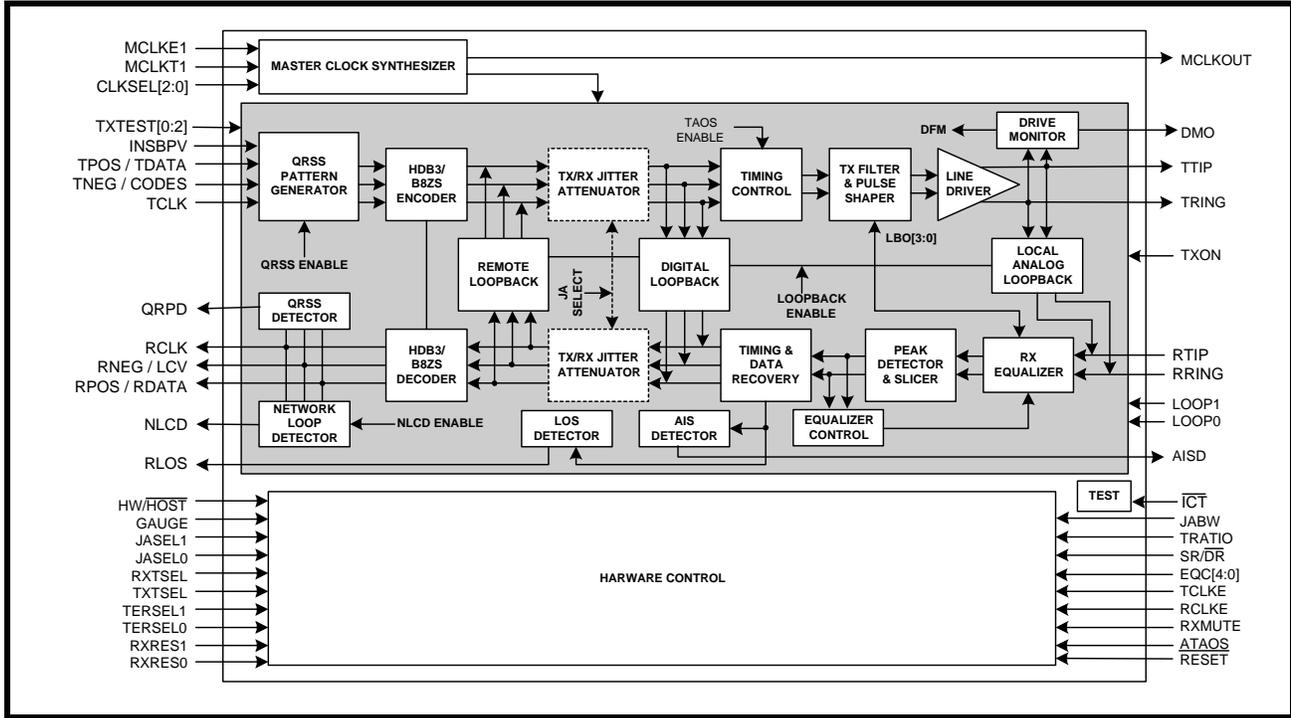 MCLKE1
MCLKT1
CLKSEL[2:0]
MASTER CLOCK SYNTHESIZER
MCLKOUT
TXTEST[0:2]
INSBPV
TPOS / TDATA
TNEG / CODES
TCLK
QRSS
PATTERN
GENERATOR
HDB3/
B8ZS
ENCODER
TX/RX JITTER
ATTENUATOR
TAOS
ENABLE
TIMING
CONTROL
TX FILTER
& PULSE
SHAPER
LINE
DRIVER
DFM
DRIVE
MONITOR
DMO
TTIP
TRING
QRSS ENABLE
REMOTE
LOOPBACK
JA
SELECT
DIGITAL
LOOPBACK
LOOPBACK
ENABLE
LBO[3:0]
LOCAL
ANALOG
LOOPBACK
TXON
QRPD
RCLK
RNEG / LCV
RPOS / RDATA
NLCD
RLOS
QRSS
DETECTOR
NETWORK
LOOP
DETECTOR
NLCD ENABLE
HDB3/
B8ZS
DECODER
TX/RX JITTER
ATTENUATOR
TIMING &
DATA
RECOVERY
PEAK
DETECTOR
& SLICER
RX
EQUALIZER
LOS
DETECTOR
AIS
DETECTOR
EQUALIZER
CONTROL
RTIP
RRING
LOOP1
LOOP0
AISD
HW/HOST
GAUGE
JASEL1
JASEL0
RXTSEL
TXTSEL
TERSEL1
TERSEL0
RXRES1
RXRES0
HARWARE CONTROL
TEST
ICT
JABW
TRATIO
SR/DR
EQC[4:0]
TCLKE
RCLKE
RXMUTE
ATAOS
RESET